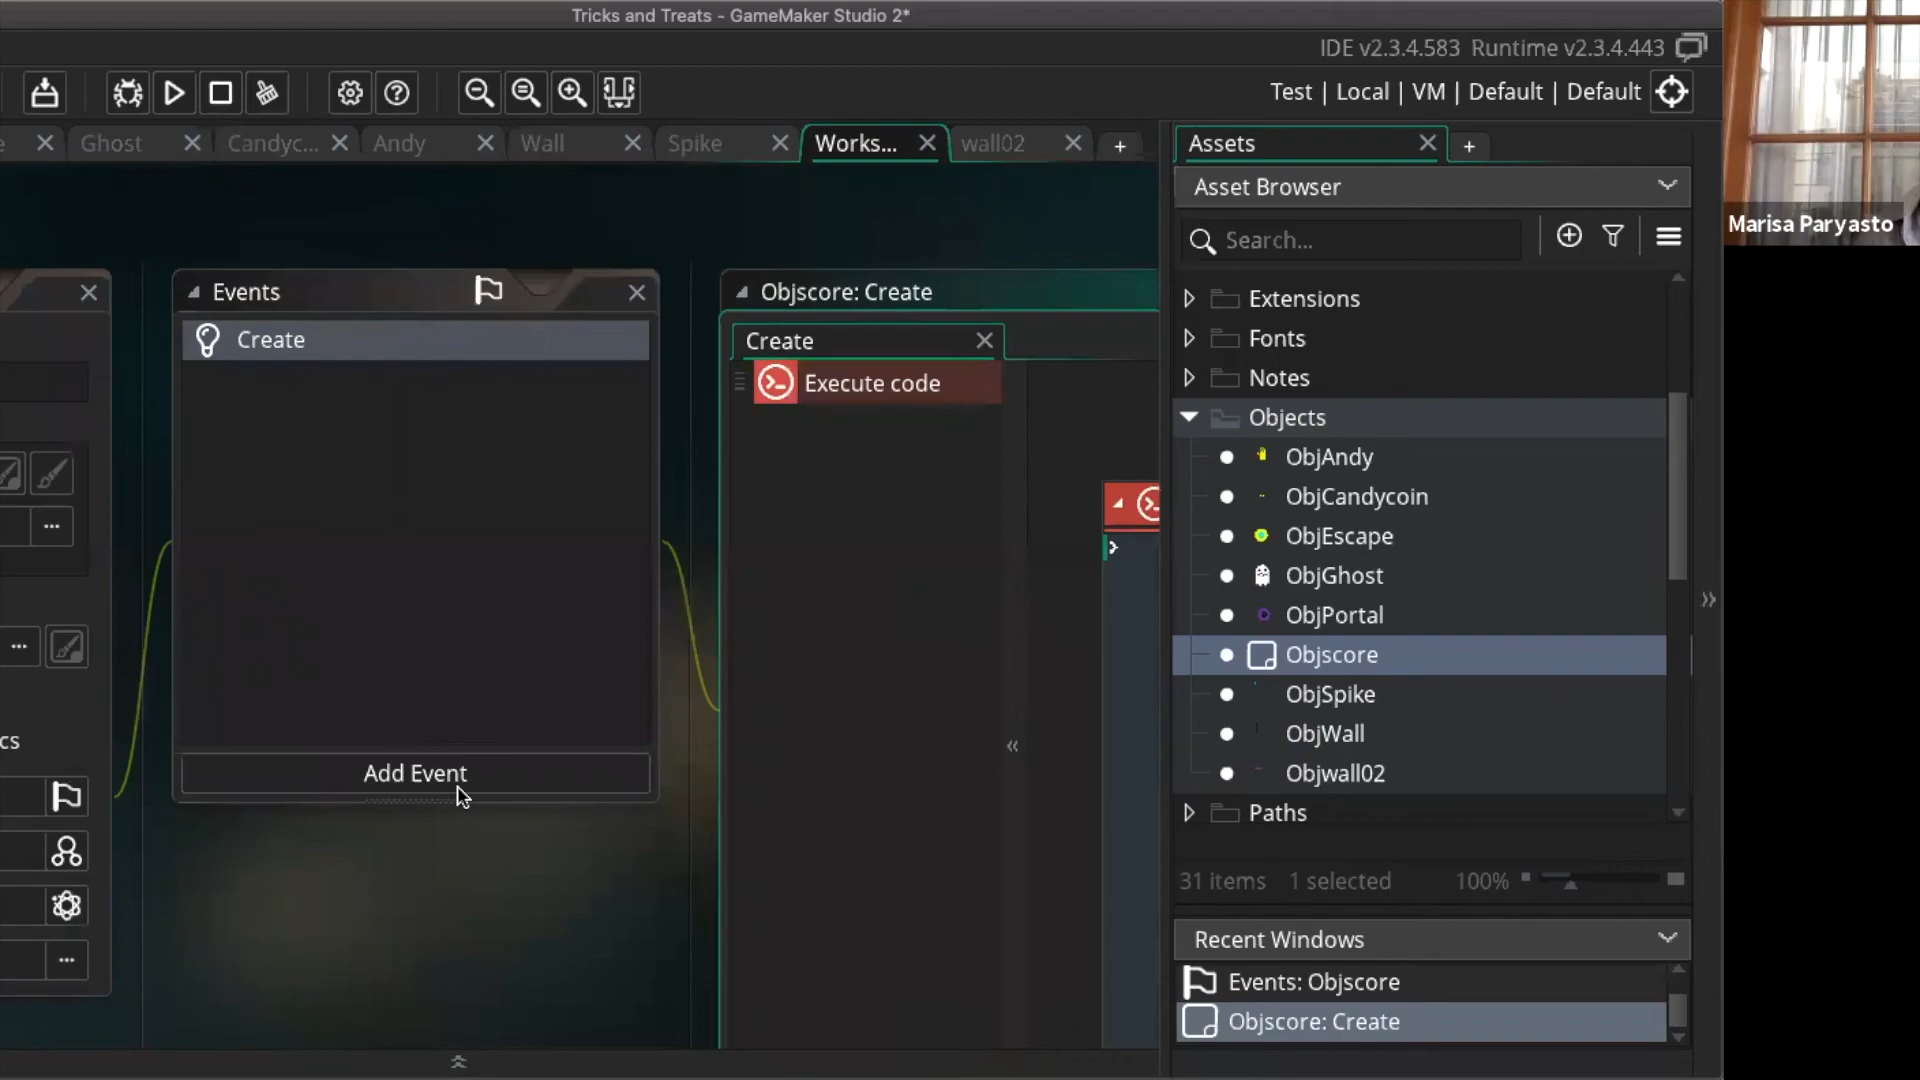 Tricks and Treats - GameMaker Studio 2*
IDE v2.3.4.583 Runtime v2.3.4.443
Test | Local | VM | Default | Default
e
Ghost
Candyc...
Andy
Wall
Spike
Works...
wall02
+
Assets
+
Asset Browser
Search...
Marisa Paryasto
Events
Create
Add Event
cs
Objscore: Create
Create
Execute code
Extensions
Fonts
Notes
Objects
ObjAndy
ObjCandycoin
ObjEscape
ObjGhost
ObjPortal
Objscore
ObjSpike
ObjWall
Objwall02
Paths
31 items 1 selected 100%
Recent Windows
Events: Objscore
Objscore: Create